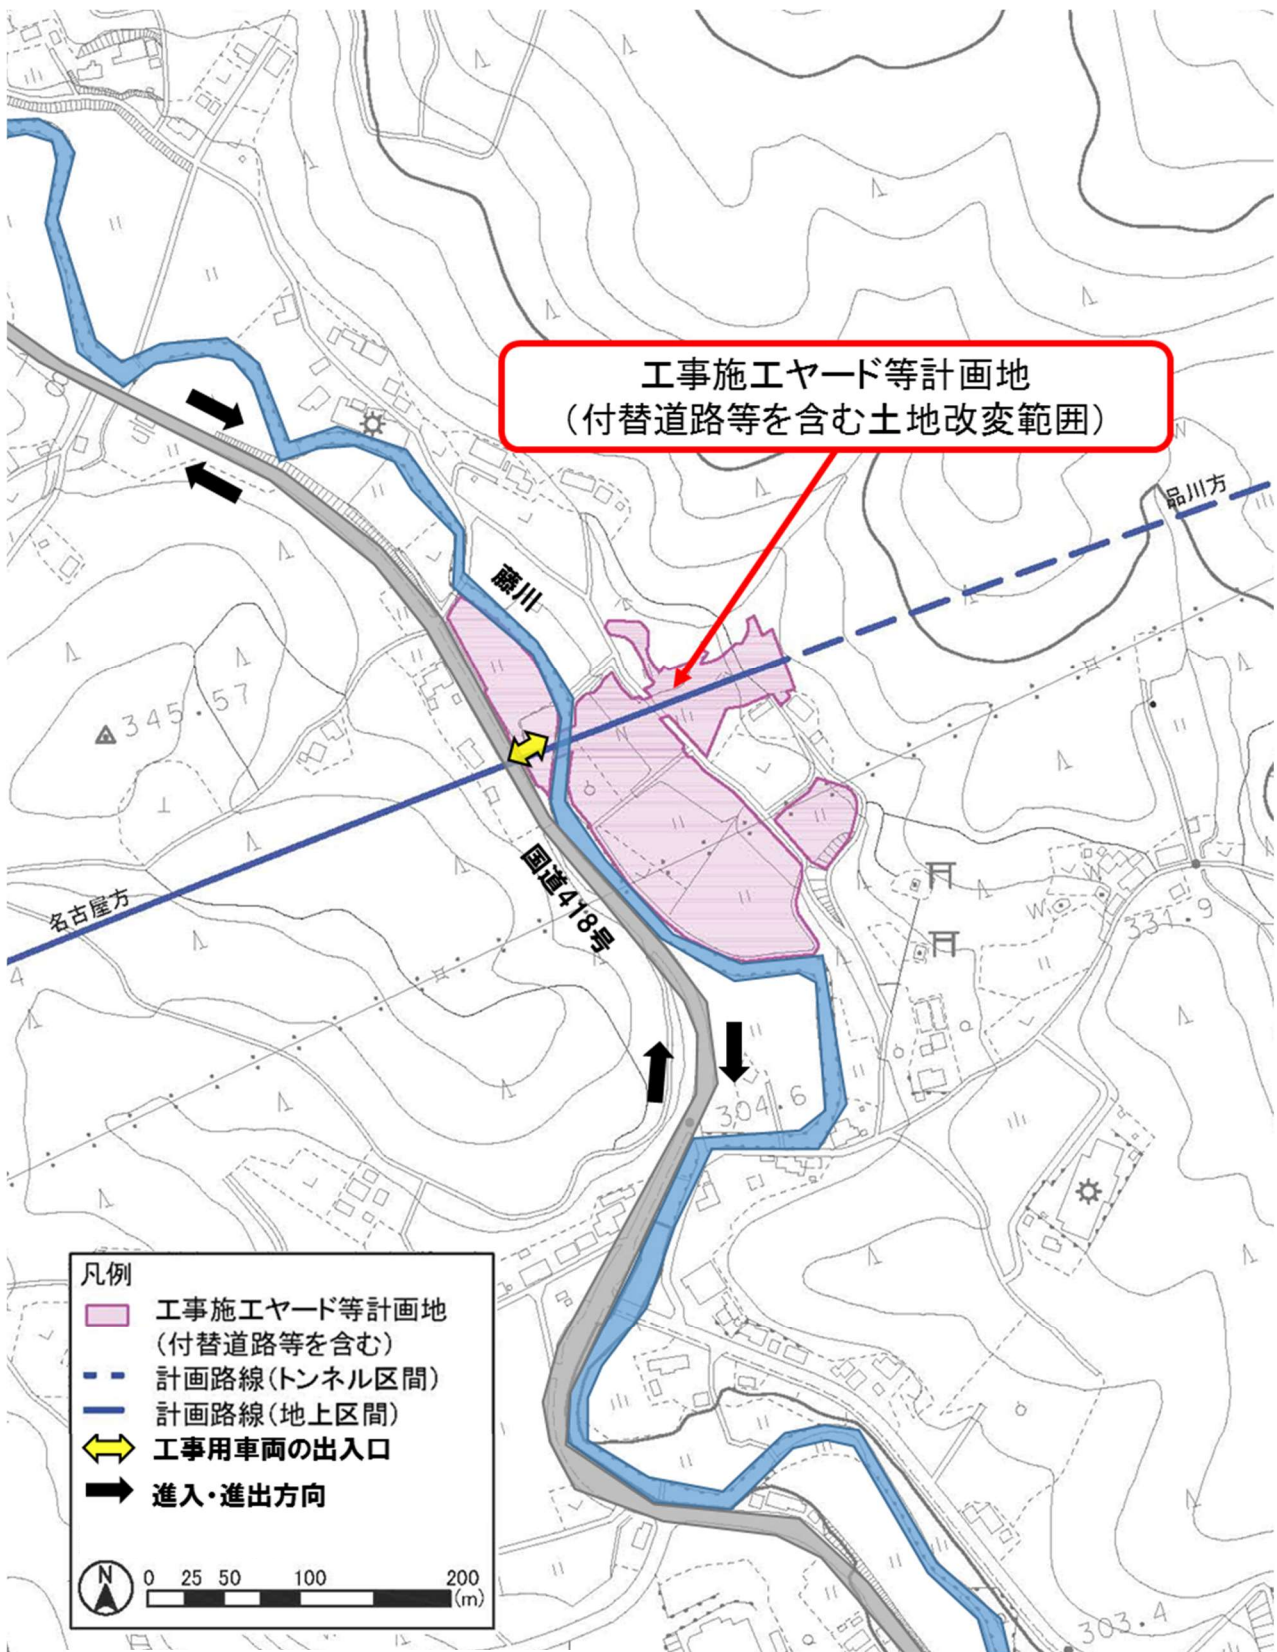 工事施工ヤード等計画地
（付替道路等を含む土地改変範囲）
品川方
藤川
345.57
国道418号
名古屋方
331.9
304.6
凡例
工事施工ヤード等計画地
（付替道路等を含む）
計画路線（トンネル区間）
計画路線（地上区間）
工事用車両の出入口
進入・進出方向
N
0 25 50 100 200
(m)
303.4